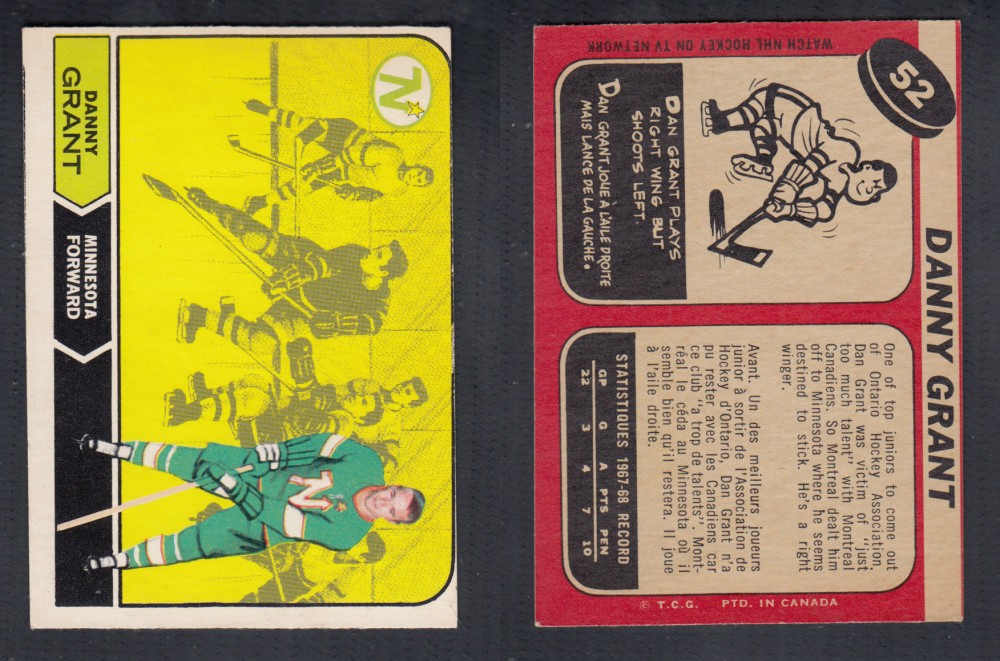 DANNY
GRANT
MINNESOTA
FORWARD
N
N
52
WATCH NHL HOCKEY ON TV NETWORK
DAN GRANT PLAYS
RIGHT WING BUT
SHOOTS LEFT.
DAN GRANT JOUE À L'AILE DROITE
MAIS LANCE DE LA GAUCHE.
DANNY GRANT
One of top juniors to come out
of Ontario Hockey Association,
Dan Grant was victim of "just
too much talent" with Montreal
Canadiens. So Montreal dealt him
off to Minnesota where he seems
destined to stick. He's a right
winger.
Avant. Un des meilleurs joueurs
junior à sortir de l'Association de
Hockey d'Ontario, Dan Grant n'a
pu rester avec les Canadiens car
ce club "a trop de talents". Mont-
réal le céda au Minnesota où il
semble bien qu'il restera. Il joue
à l'aile droite.
STATISTIQUES 1967-68 RECORD
GP G A PTS PEN
22 3 4 7 10
© T.C.G. PTD. IN CANADA